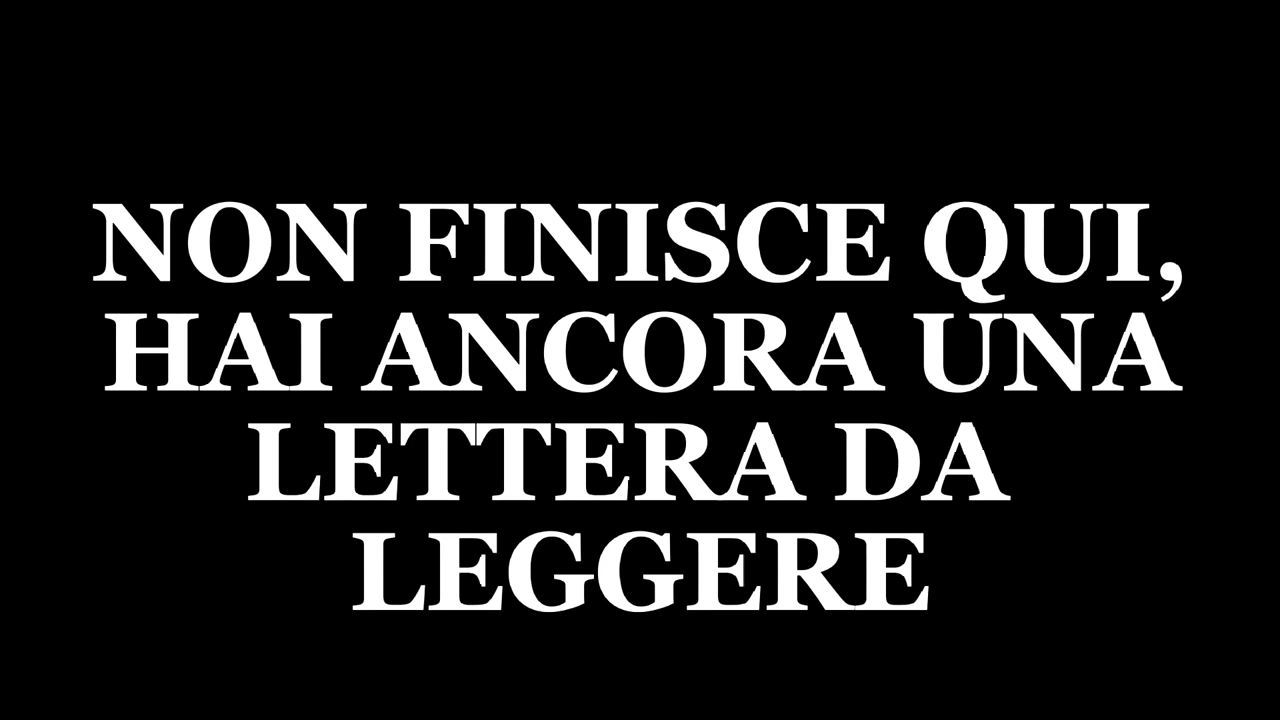 NON FINISCE QUI,
HAI ANCORA UNA
LETTERA DA
LEGGERE